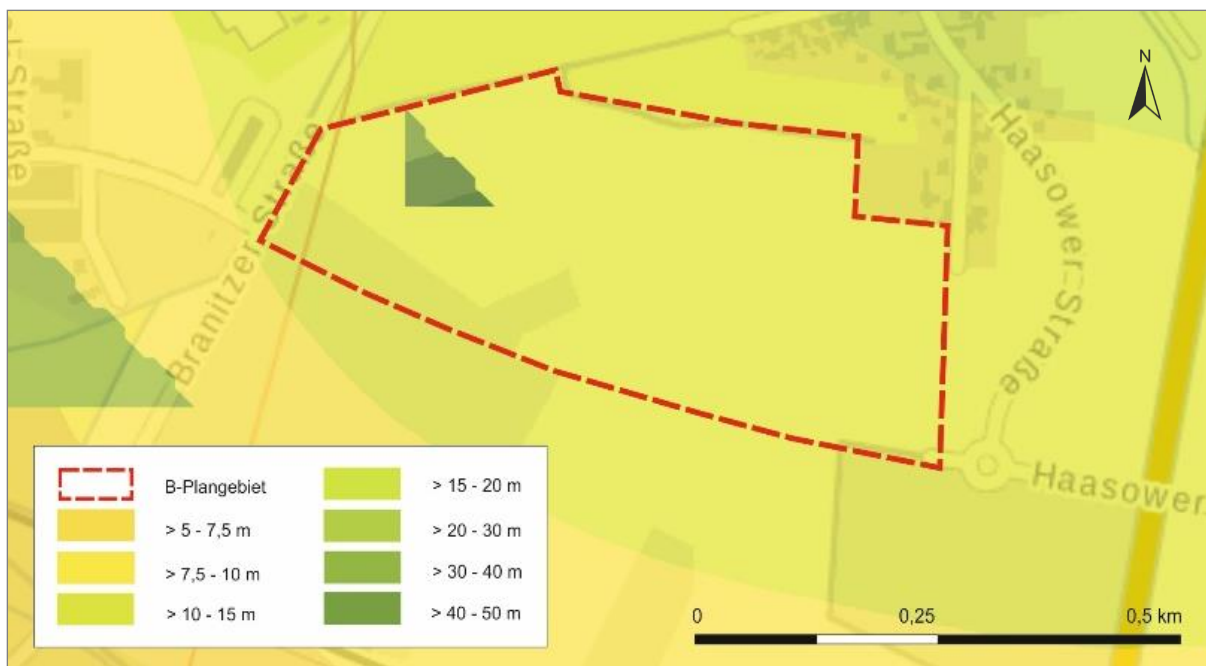 N
Straße
Branitzer Straße
Haasower Straße
Haasower
B-Plangebiet
> 5 - 7,5 m
> 7,5 - 10 m
> 10 - 15 m
> 15 - 20 m
> 20 - 30 m
> 30 - 40 m
> 40 - 50 m
0
0,25
0,5 km